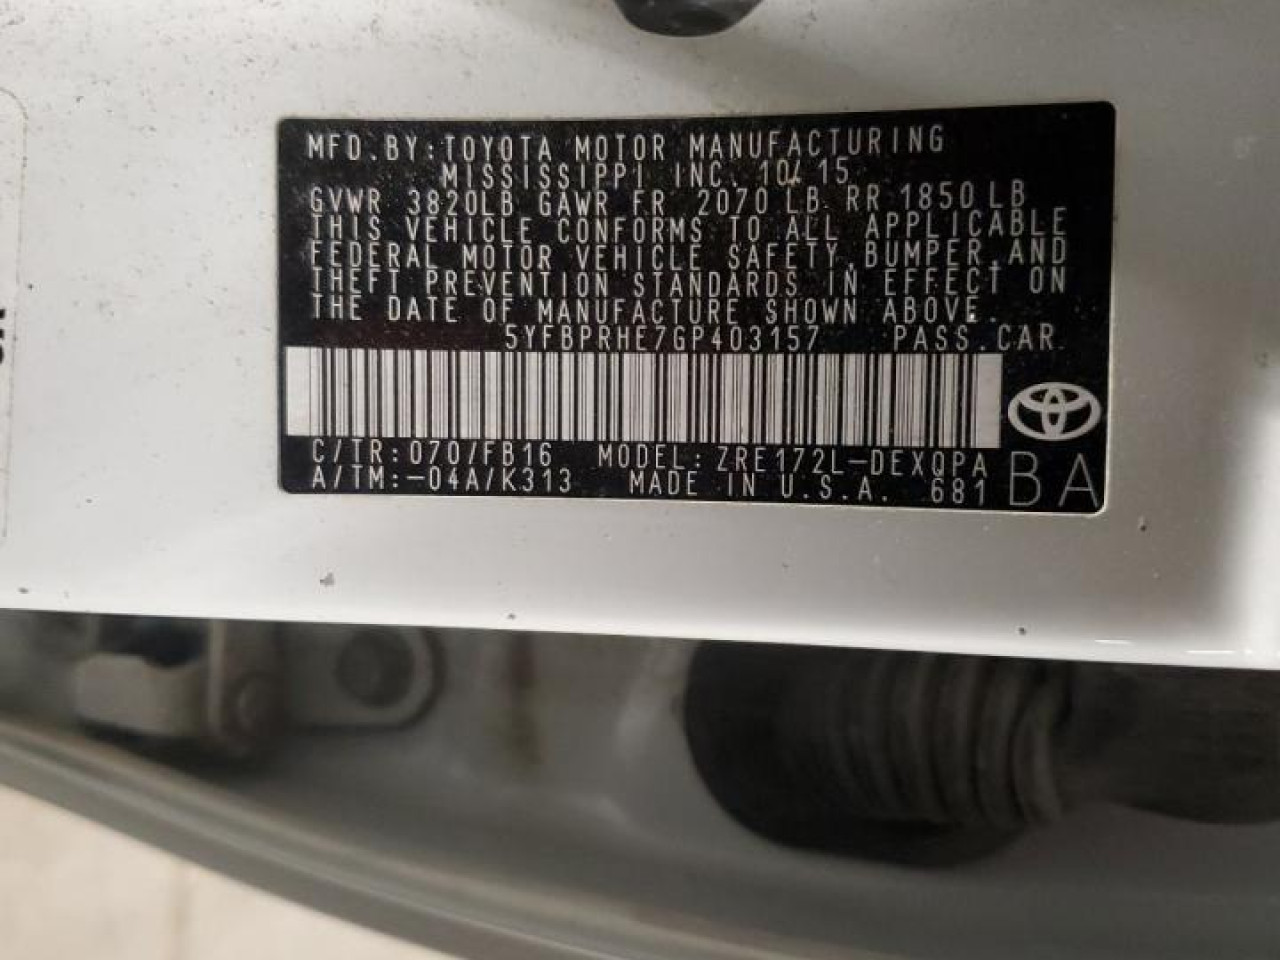 MFD.BY:TOYOTA MOTOR MANUFACTURING
MISSISSIPPI INC. 10/15
GVWR 3820LB GAWR FR 2070 LB RR 1850 LB
THIS VEHICLE CONFORMS TO ALL APPLICABLE
FEDERAL MOTOR VEHICLE SAFETY,BUMPER,AND
THEFT PREVENTION STANDARDS IN EFFECT ON
THE DATE OF MANUFACTURE SHOWN ABOVE.
5YFBPRHE7GP403157 PASS.CAR
C/TR:070/FB16 MODEL:ZRE172L-DEXQPA
A/TM:-04A/K313 MADE IN U.S.A. 681 BA